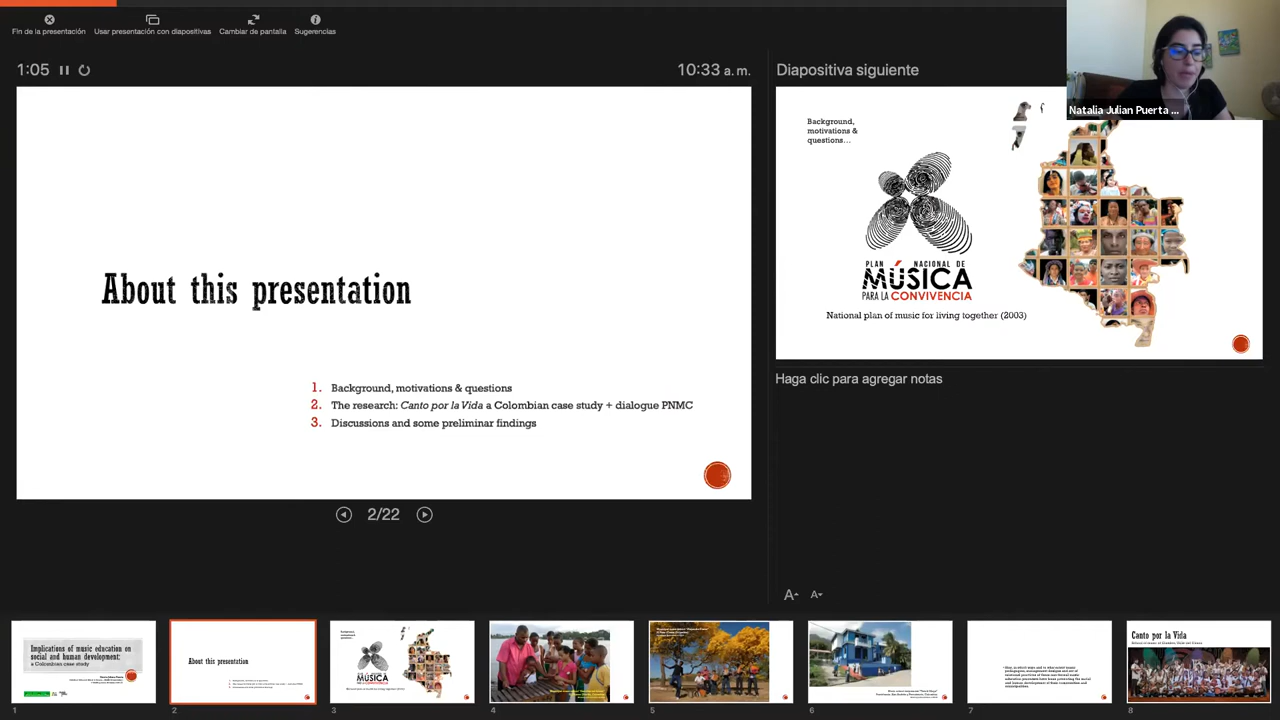 Fin de la presentación
Usar presentación con diapositivas
Cambiar de pantalla
Sugerencias
1:05
10:33 a. m.
Diapositiva siguiente
Natalia Julian Puerta ...
About this presentation
1. Background, motivations & questions
2. The research: Canto por la Vida a Colombian case study + dialogue PNMC
3. Discussions and some preliminar findings
Background,
motivations &
questions...
PLAN NACIONAL DE
MÚSICA
PARA LA CONVIVENCIA
National plan of music for living together (2003)
Haga clic para agregar notas
2/22
A
A
Implications of music education on
social and human development:
a Colombian case study
About this presentation
MÚSICA
Canto por la Vida
1
2
3
4
5
6
7
8